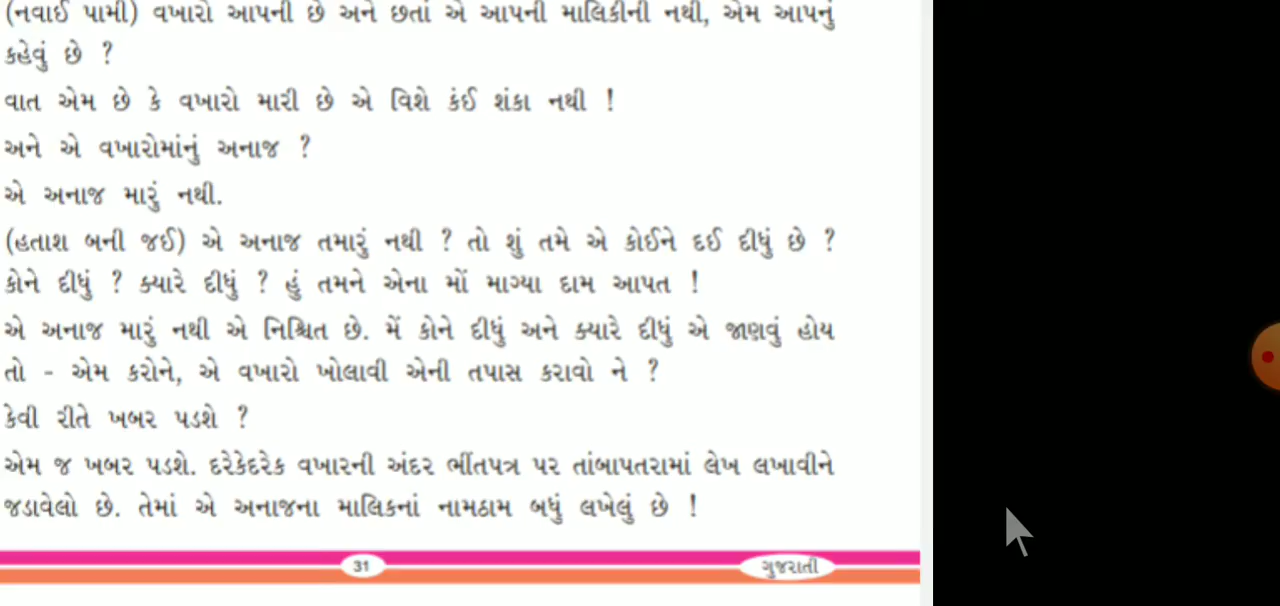 (નવાઈ પામી) વખારો આપની છે અને છતાં એ આપની માલિકીની નથી, એમ આપનું
કહેવું છે ?
વાત એમ છે કે વખારો મારી છે એ વિશે કંઈ શંકા નથી !
અને એ વખારોમાંનું અનાજ ?
એ અનાજ મારું નથી.
(હતાશ બની જઈ) એ અનાજ તમારું નથી ? તો શું તમે એ કોઈને દઈ દીધું છે ?
કોને દીધું ? ક્યારે દીધું ? હું તમને એના મોં માગ્યા દામ આપત !
એ અનાજ મારું નથી એ નિશ્ચિત છે. મેં કોને દીધું અને ક્યારે દીધું એ જાણવું હોય
તો - એમ કરોને, એ વખારો ખોલાવી એની તપાસ કરાવો ને ?
કેવી રીતે ખબર પડશે ?
એમ જ ખબર પડશે. દરેકેદરેક વખારની અંદર ભીંતપત્ર પર તાંબાપતરામાં લેખ લખાવીને
જડાવેલો છે. તેમાં એ અનાજના માલિકનાં નામઠામ બધું લખેલું છે !
31
ગુજરાતી